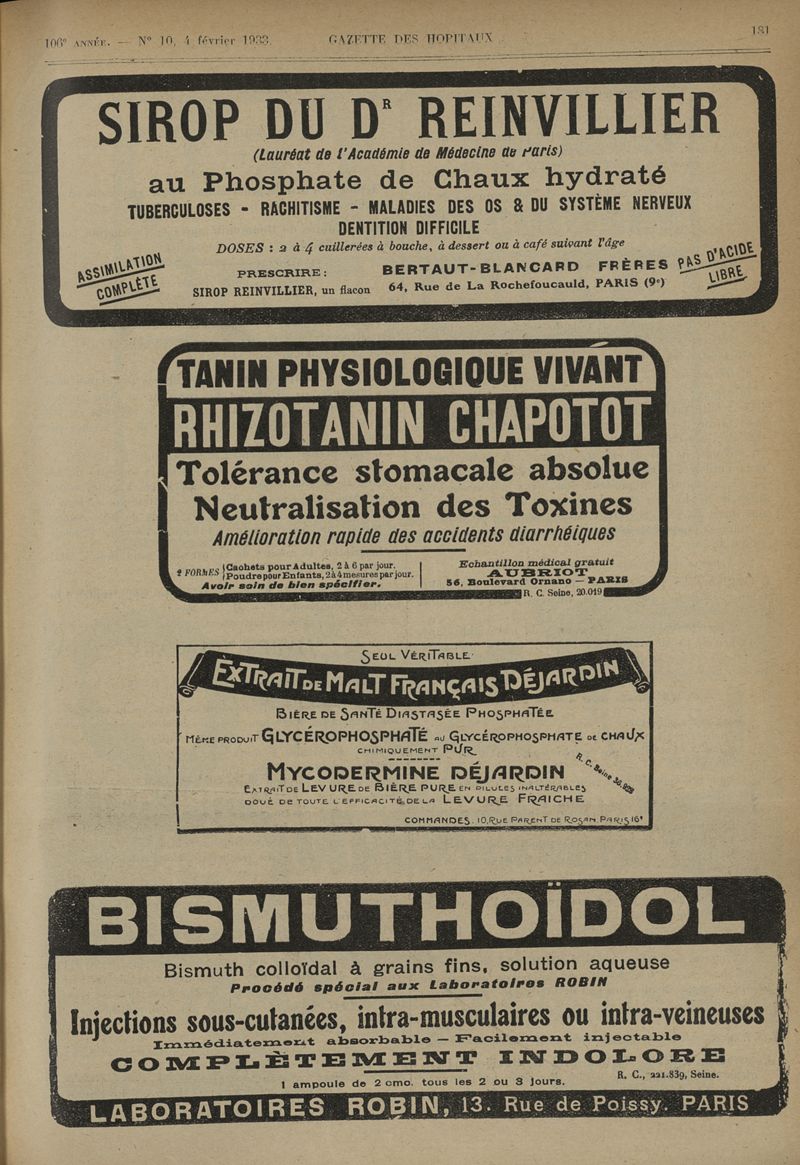 106e ANNÉE. — N° 10, 4 février 1933. GAZETTE DES HOPITAUX 181
SIROP DU DR REINVILLIER
(Lauréat de l'Académie de Médecine de Paris)
au Phosphate de Chaux hydraté
TUBERCULOSES - RACHITISME - MALADIES DES OS & DU SYSTÈME NERVEUX
DENTITION DIFFICILE
DOSES : 2 à 4 cuillerées à bouche, à dessert ou à café suivant l'âge
ASSIMILATION
COMPLÈTE
PRESCRIRE :
SIROP REINVILLIER, un flacon
BERTAUT-BLANCARD FRÈRES
64, Rue de La Rochefoucauld, PARIS (9e)
PAS D'ACIDE
LIBRE
TANIN PHYSIOLOGIQUE VIVANT
RHIZOTANIN CHAPOTOT
Tolérance stomacale absolue
Neutralisation des Toxines
Amélioration rapide des accidents diarrhéiques
2 FORMES
Cachets pour Adultes, 2 à 6 par jour.
Poudre pour Enfants, 2 à 4 mesures par jour.
Avoir soin de bien spécifier.
Echantillon médical gratuit
AUBRIOT
56, Boulevard Ornano — PARIS
R. C. Seine, 20.019
SEUL VÉRITABLE
EXTRAIT DE MALT FRANÇAIS DÉJARDIN
BIÈRE DE SANTÉ DIASTASÉE PHOSPHATÉE
MÊME PRODUIT GLYCÉROPHOSPHATÉ AU GLYCÉROPHOSPHATE DE CHAUX
CHIMIQUEMENT PUR
R. C. Seine 36.929
MYCODERMINE DÉJARDIN
EXTRAIT DE LEVURE DE BIÈRE PURE EN PILULES INALTÉRABLES
DOUÉ DE TOUTE L'EFFICACITÉ DE LA LEVURE FRAICHE
COMMANDES. 10, RUE PARENT DE ROSAN, PARIS 16e
BISMUTHOÏDOL
Bismuth colloïdal à grains fins, solution aqueuse
Procédé spécial aux Laboratoires ROBIN
Injections sous-cutanées, intra-musculaires ou intra-veineuses
Immédiatement absorbable — Facilement injectable
COMPLÈTEMENT INDOLORE
1 ampoule de 2 cmc. tous les 2 ou 3 jours.
R. C., 221.839, Seine.
LABORATOIRES ROBIN, 13. Rue de Poissy. PARIS